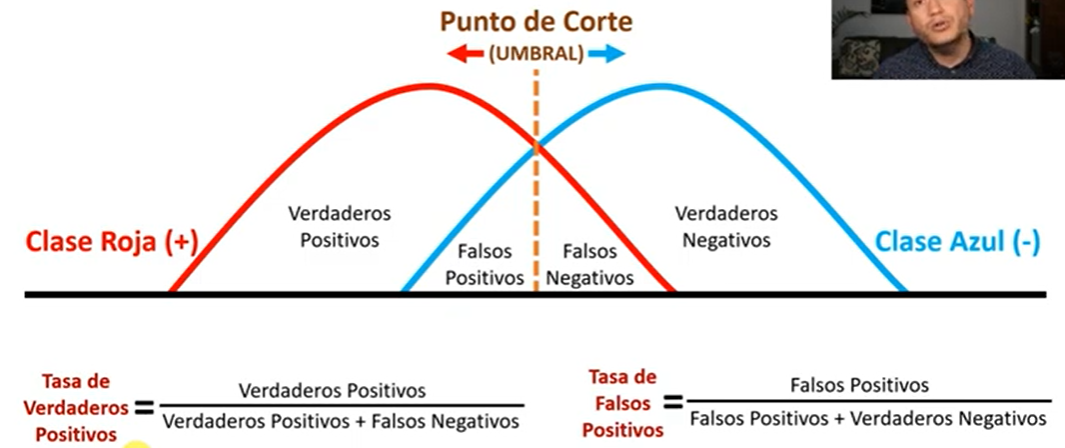 Punto de Corte
(UMBRAL)
Verdaderos
Positivos
Verdaderos
Negativos
Clase Roja (+)
Clase Azul (-)
Falsos
Positivos
Falsos
Negativos
Tasa de
Verdaderos
Positivos
=
Verdaderos Positivos
Verdaderos Positivos + Falsos Negativos
Tasa de
Falsos
Positivos
=
Falsos Positivos
Falsos Positivos + Verdaderos Negativos